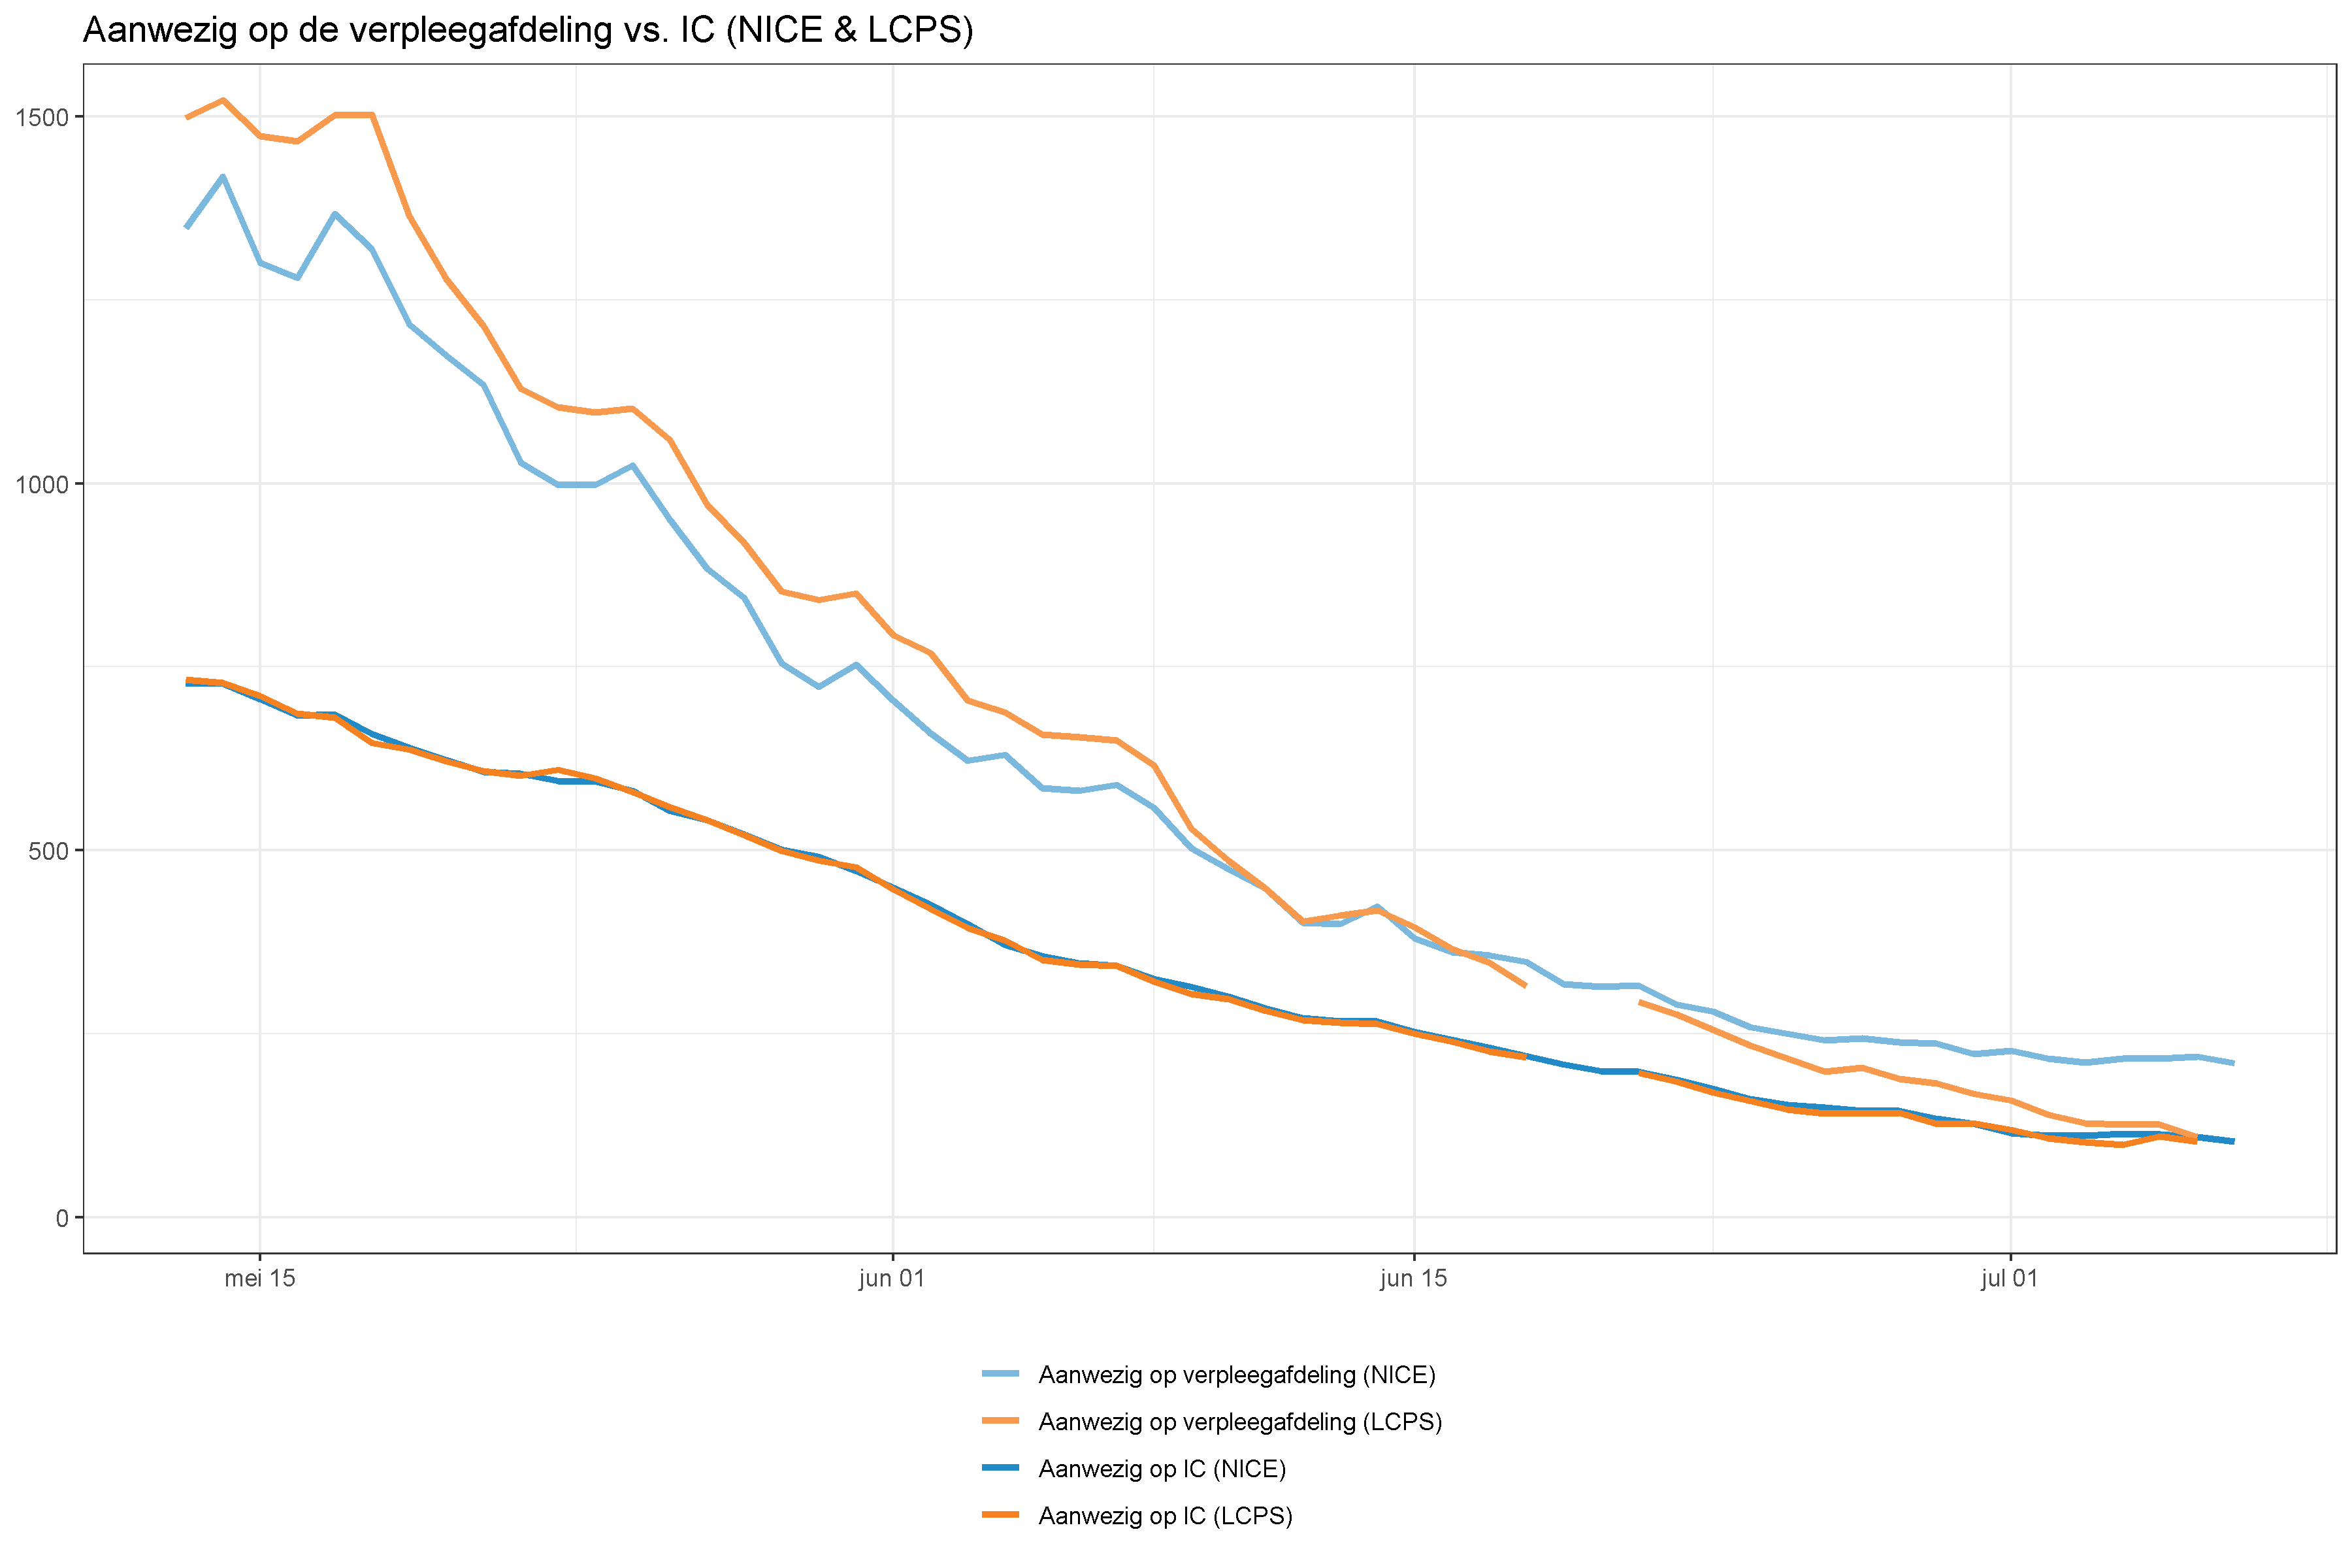 Aanwezig op de verpleegafdeling vs. IC (NICE & LCPS)
1500
1000
500
0
mei 15
jun 01
jun 15
jul 01
Aanwezig op verpleegafdeling (NICE)
Aanwezig op verpleegafdeling (LCPS)
Aanwezig op IC (NICE)
Aanwezig op IC (LCPS)